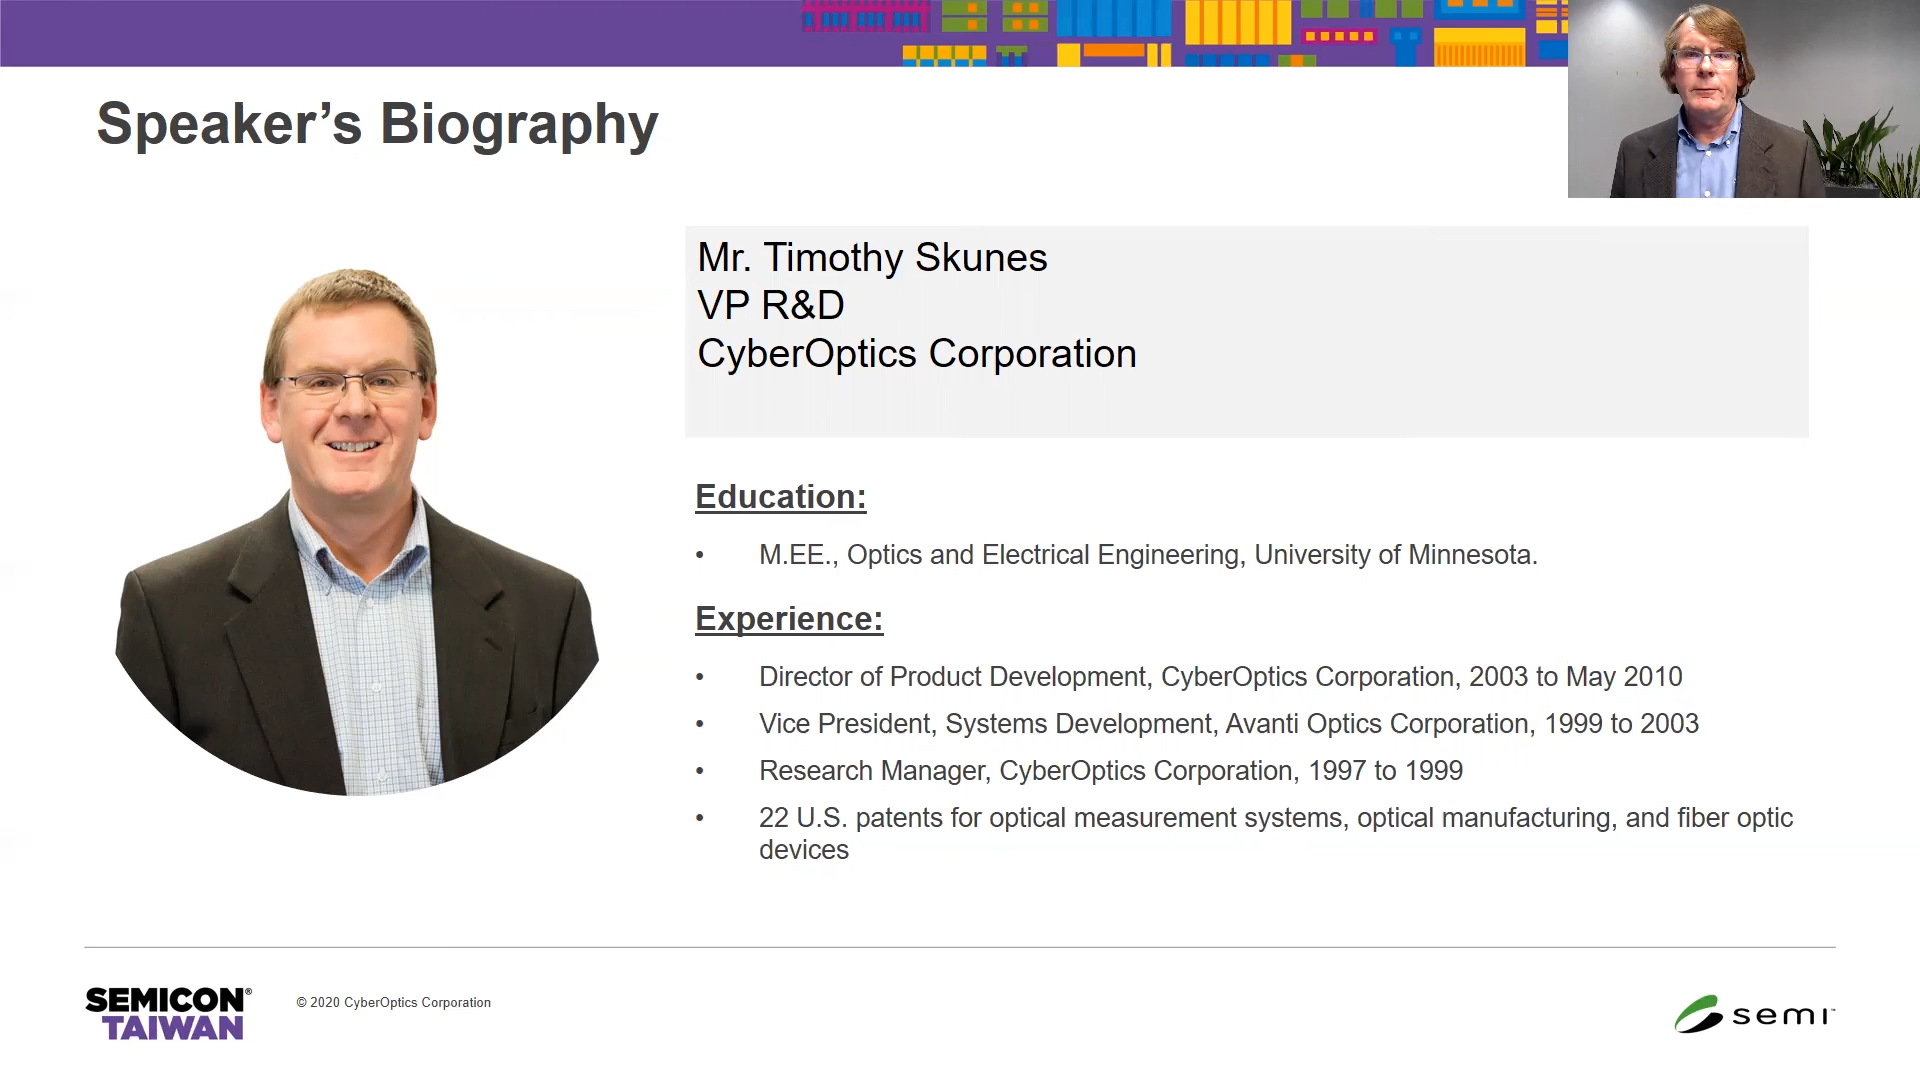 Speaker’s Biography
Mr. Timothy Skunes
VP R&D
CyberOptics Corporation
Education:
• M.EE., Optics and Electrical Engineering, University of Minnesota.
Experience:
• Director of Product Development, CyberOptics Corporation, 2003 to May 2010
• Vice President, Systems Development, Avanti Optics Corporation, 1999 to 2003
• Research Manager, CyberOptics Corporation, 1997 to 1999
• 22 U.S. patents for optical measurement systems, optical manufacturing, and fiber optic
devices
SEMICON®
TAIWAN
© 2020 CyberOptics Corporation
semi™